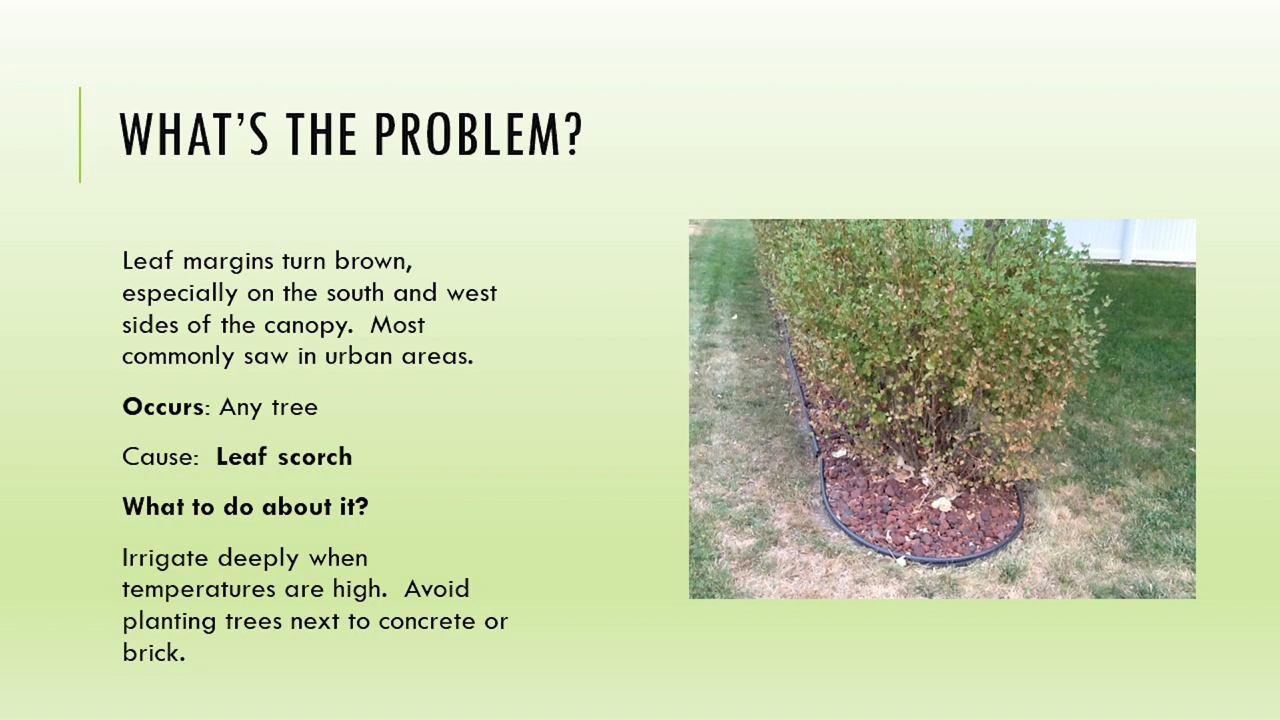 WHAT'S THE PROBLEM?
Leaf margins turn brown,
especially on the south and west
sides of the canopy.  Most
commonly saw in urban areas.
Occurs: Any tree
Cause:  Leaf scorch
What to do about it?
Irrigate deeply when
temperatures are high.  Avoid
planting trees next to concrete or
brick.